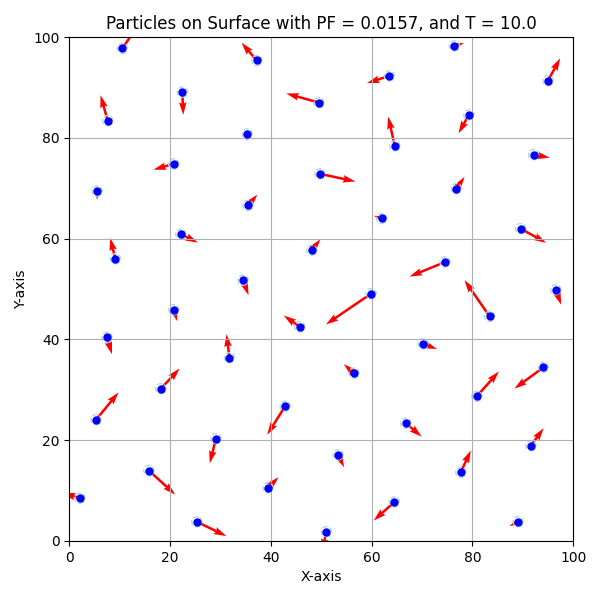 Particles on Surface with PF = 0.0157, and T = 10.0
100
80
60
40
20
0
Y-axis
0 20 40 60 80 100
X-axis